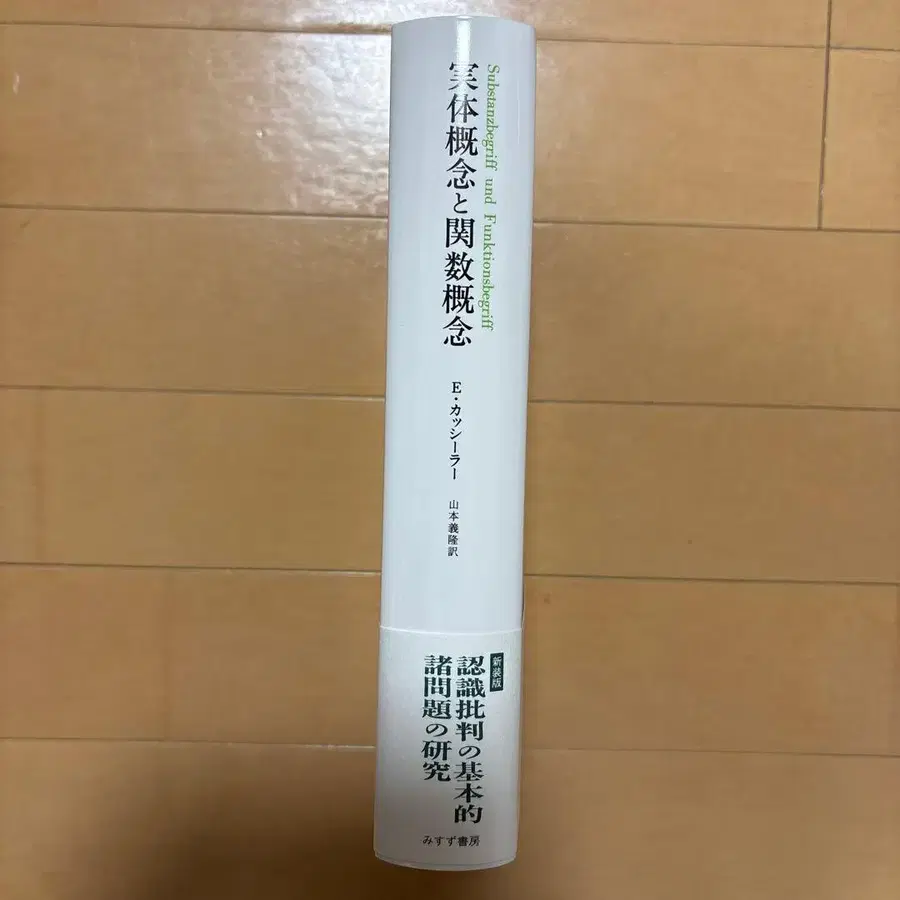 Substanzbegriff und Funktionsbegriff
実体概念と関数概念
E・カッシーラー
山本義隆訳
新装版
認識批判の基本的
諸問題の研究
みすず書房